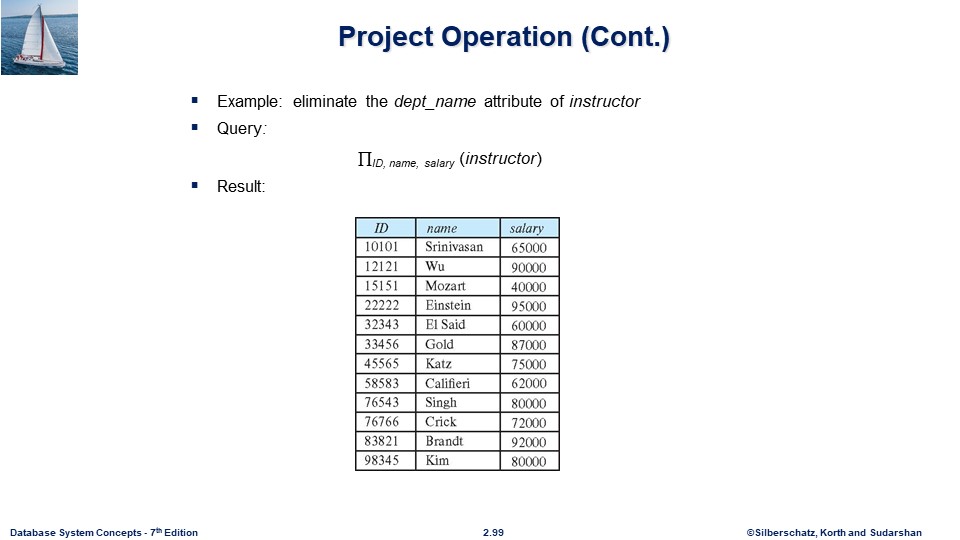 Project Operation (Cont.)
▪ Example: eliminate the dept_name attribute of instructor
▪ Query:
∏ID, name, salary (instructor)
▪ Result:
ID name salary
10101 Srinivasan 65000
12121 Wu 90000
15151 Mozart 40000
22222 Einstein 95000
32343 El Said 60000
33456 Gold 87000
45565 Katz 75000
58583 Califieri 62000
76543 Singh 80000
76766 Crick 72000
83821 Brandt 92000
98345 Kim 80000
Database System Concepts - 7th Edition 2.99 ©Silberschatz, Korth and Sudarshan